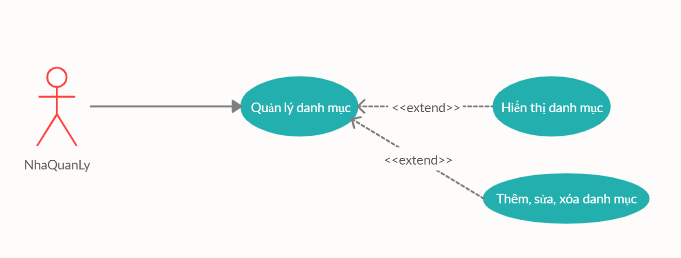 Quản lý danh mục
<<extend>>
Hiển thị danh mục
NhaQuanLy
<<extend>>
Thêm, sửa, xóa danh mục